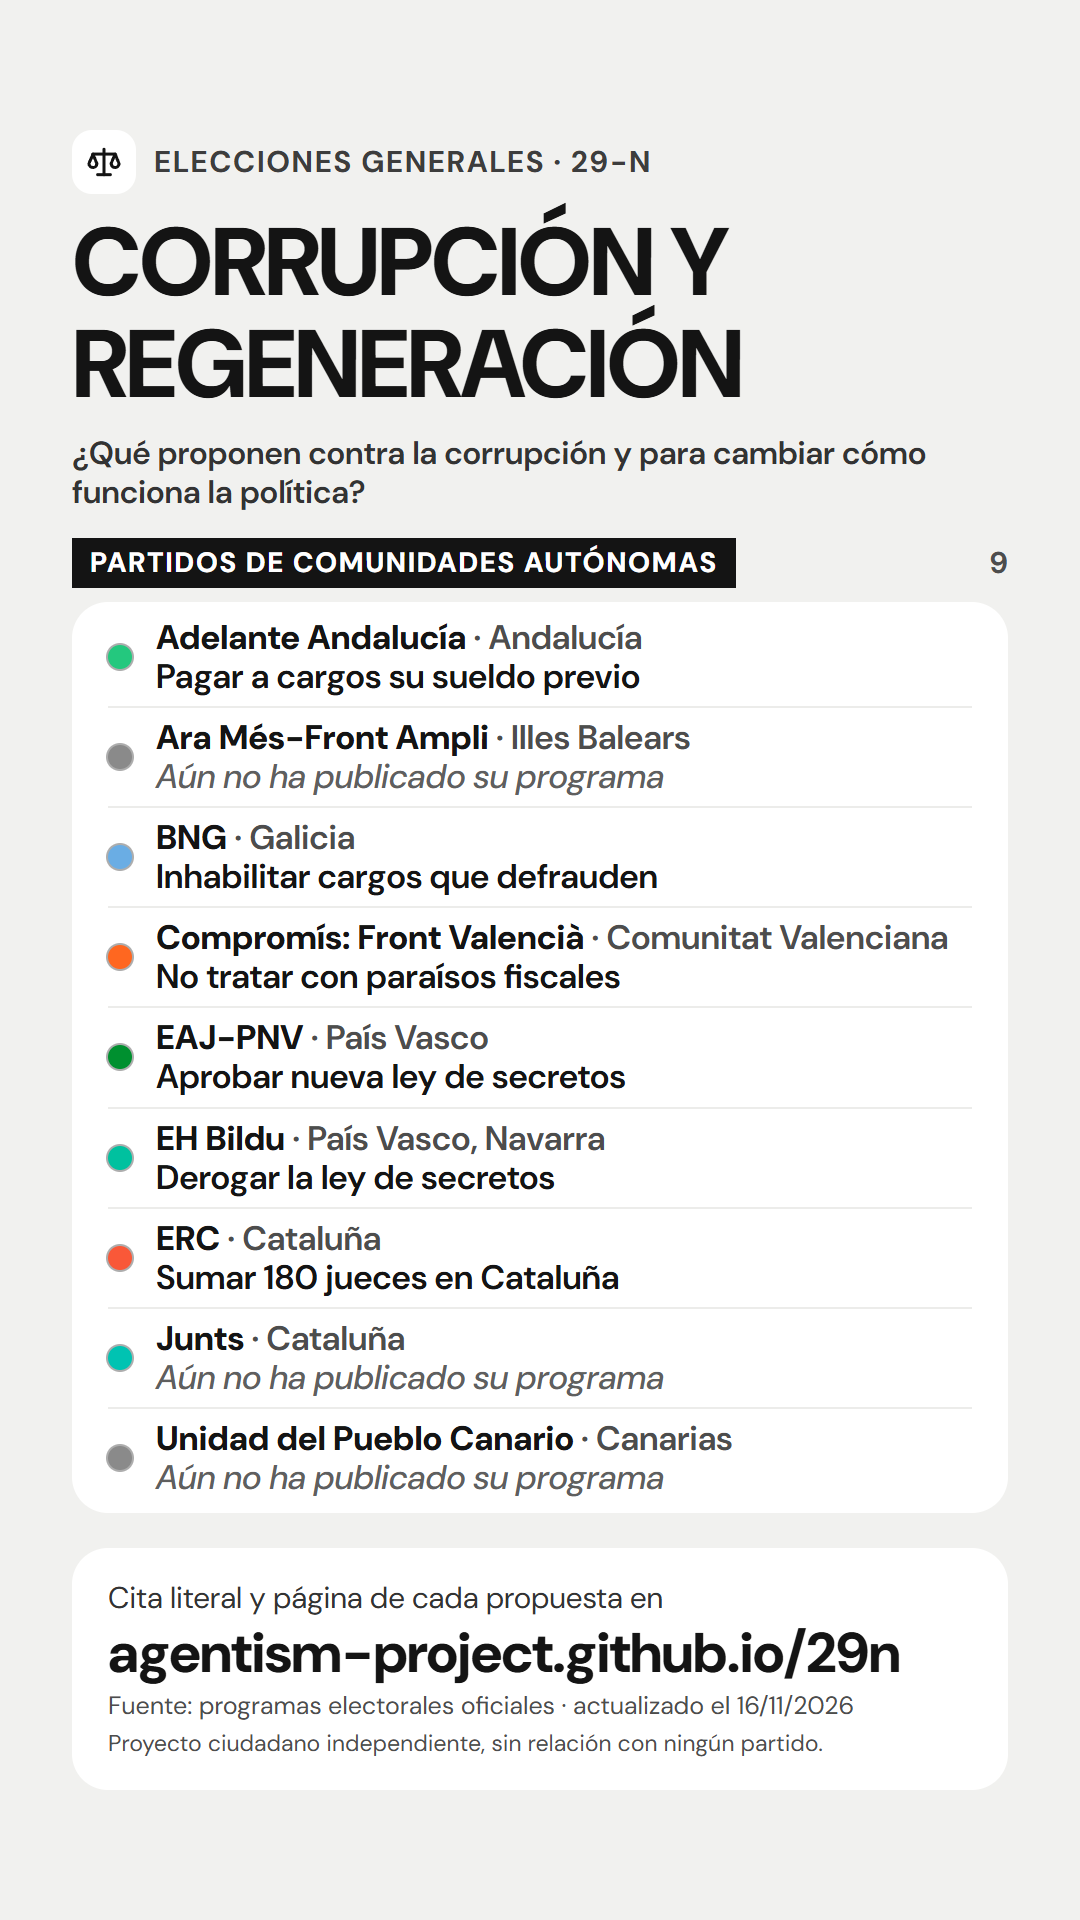 ELECCIONES GENERALES · 29-N
CORRUPCIÓN Y
REGENERACIÓN
¿Qué proponen contra la corrupción y para cambiar cómo
funciona la política?
PARTIDOS DE COMUNIDADES AUTÓNOMAS 9
Adelante Andalucía · Andalucía
Pagar a cargos su sueldo previo
Ara Més-Front Ampli · Illes Balears
Aún no ha publicado su programa
BNG · Galicia
Inhabilitar cargos que defrauden
Compromís: Front Valencià · Comunitat Valenciana
No tratar con paraísos fiscales
EAJ-PNV · País Vasco
Aprobar nueva ley de secretos
EH Bildu · País Vasco, Navarra
Derogar la ley de secretos
ERC · Cataluña
Sumar 180 jueces en Cataluña
Junts · Cataluña
Aún no ha publicado su programa
Unidad del Pueblo Canario · Canarias
Aún no ha publicado su programa
Cita literal y página de cada propuesta en
agentism-project.github.io/29n
Fuente: programas electorales oficiales · actualizado el 16/11/2026
Proyecto ciudadano independiente, sin relación con ningún partido.